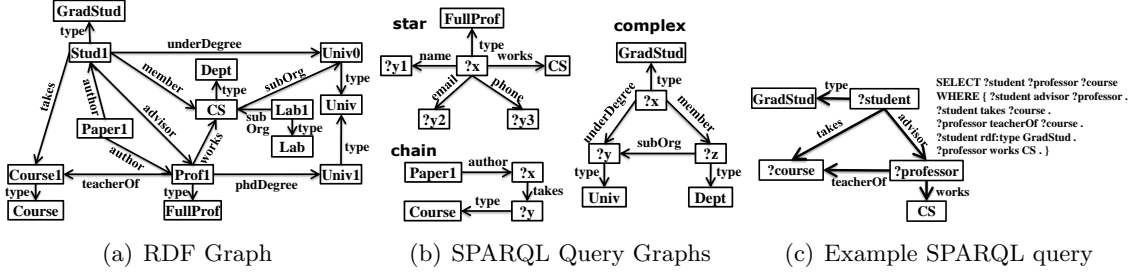 GradStud
type
Stud1
underDegree
Univ0
member
Dept
type
subOrg
type
takes
author
advisor
CS
sub
Org
Lab1
Univ
Paper1
type
works
Lab
author
type
Course1
teacherOf
Prof1
phdDegree
Univ1
type
type
Course
FullProf
(a) RDF Graph
star
FullProf
type
works
?y1
name
?x
CS
email
phone
?y2
?y3
chain
Paper1
author
?x
takes
Course
type
?y
complex
GradStud
type
?x
underDegree
member
?y
subOrg
?z
type
type
Univ
Dept
(b) SPARQL Query Graphs
GradStud
type
?student
takes
advisor
?course
teacherOf
?professor
works
CS
SELECT ?student ?professor ?course
WHERE { ?student advisor ?professor .
?student takes ?course .
?professor teacherOf ?course .
?student rdf:type GradStud .
?professor works CS . }
(c) Example SPARQL query